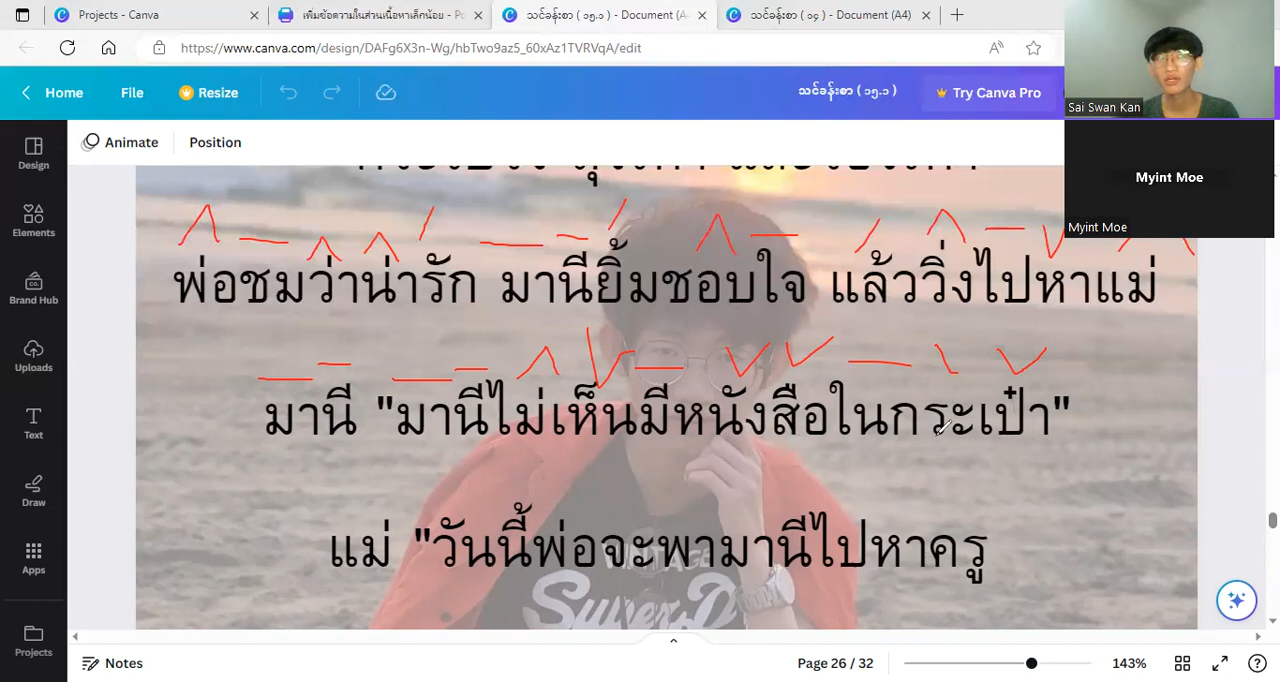 Projects - Canva
เพิ่มข้อความในส่วนเนื้อหาเล็กน้อย - Po
သင်ခန်းစာ (၁၅.၁) - Document (A4
သင်ခန်းစာ (၁၄) - Document (A4)
https://www.canva.com/design/DAFg6X3n-Wg/hbTwo9az5_60xAz1TVRVqA/edit
Home File Resize သင်ခန်းစာ (၁၅.၁) Try Canva Pro
Sai Swan Kan
Animate Position
Myint Moe
Myint Moe
Design
Elements
Brand Hub
Uploads
Text
Draw
Apps
Projects
พ่อชมว่าน่ารัก มานียิ้มชอบใจ แล้ววิ่งไปหาแม่
มานี "มานีไม่เห็นมีหนังสือในกระเป๋า"
แม่ "วันนี้พ่อจะพามานีไปหาครู
VINTAGE
Super.D
Notes Page 26 / 32 143%